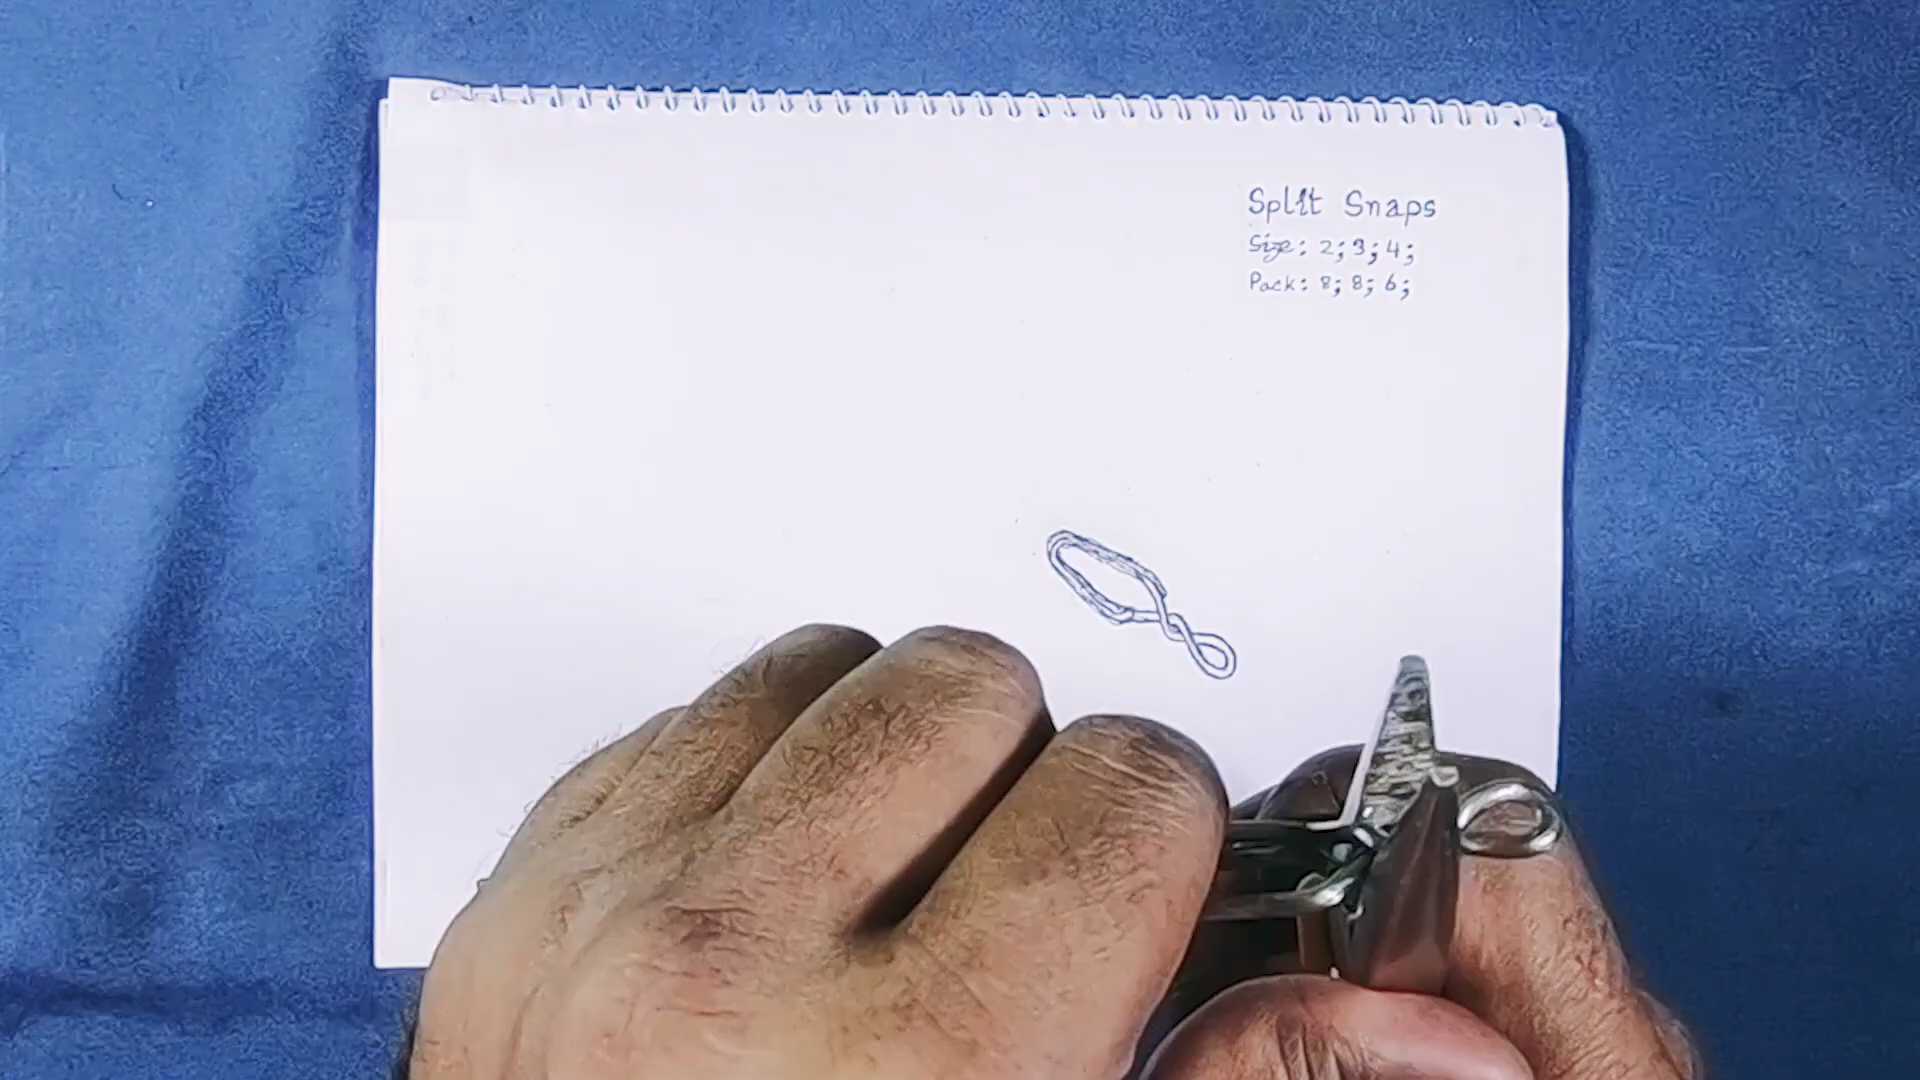 Split Snaps
Size: 2; 3; 4;
Pack: 8; 8; 6;